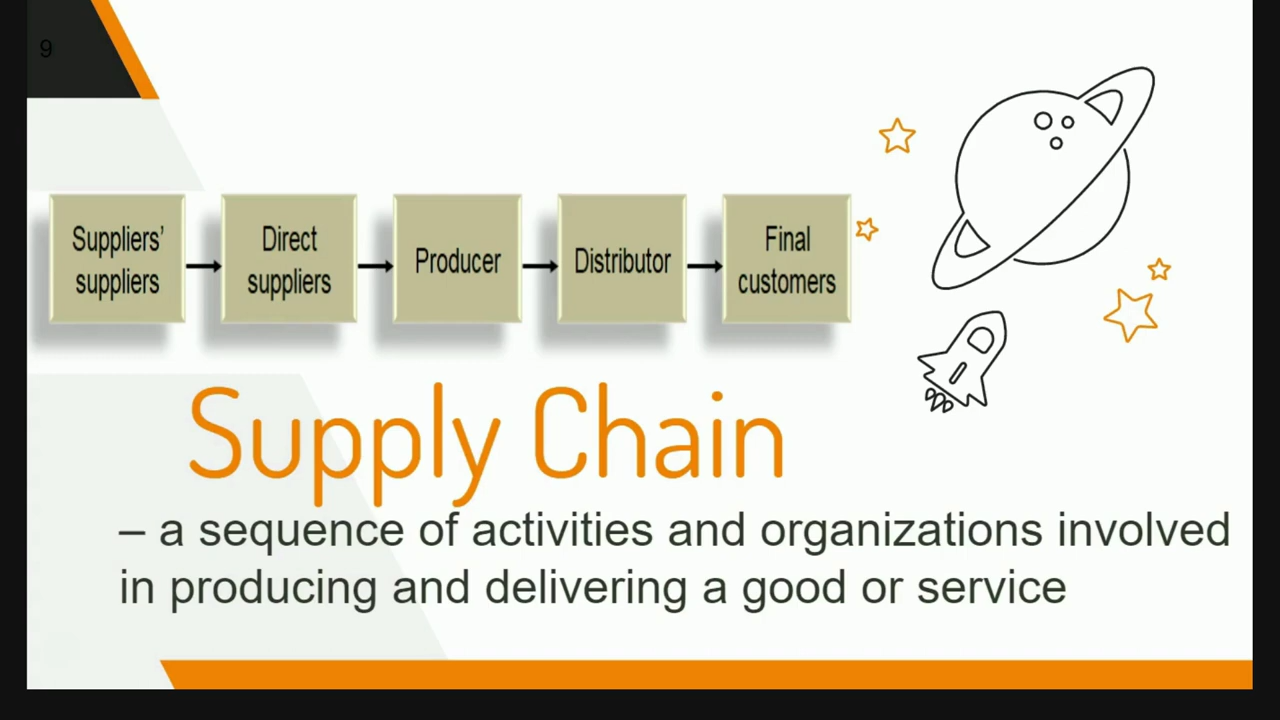 9
Suppliers’
suppliers
Direct
suppliers
Producer
Distributor
Final
customers
Supply Chain
– a sequence of activities and organizations involved
in producing and delivering a good or service